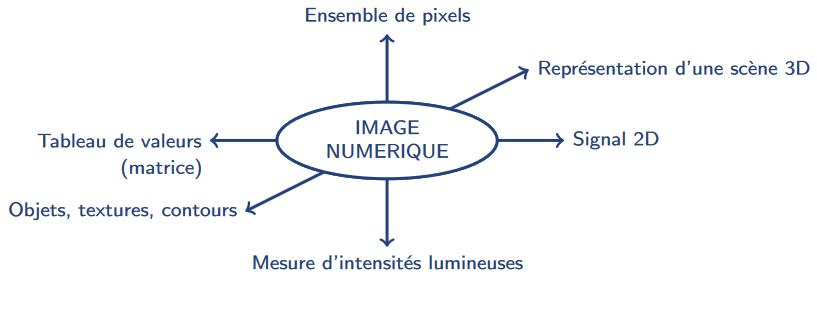 Ensemble de pixels
Représentation d'une scène 3D
IMAGE
NUMERIQUE
Signal 2D
Tableau de valeurs
(matrice)
Objets, textures, contours
Mesure d'intensités lumineuses